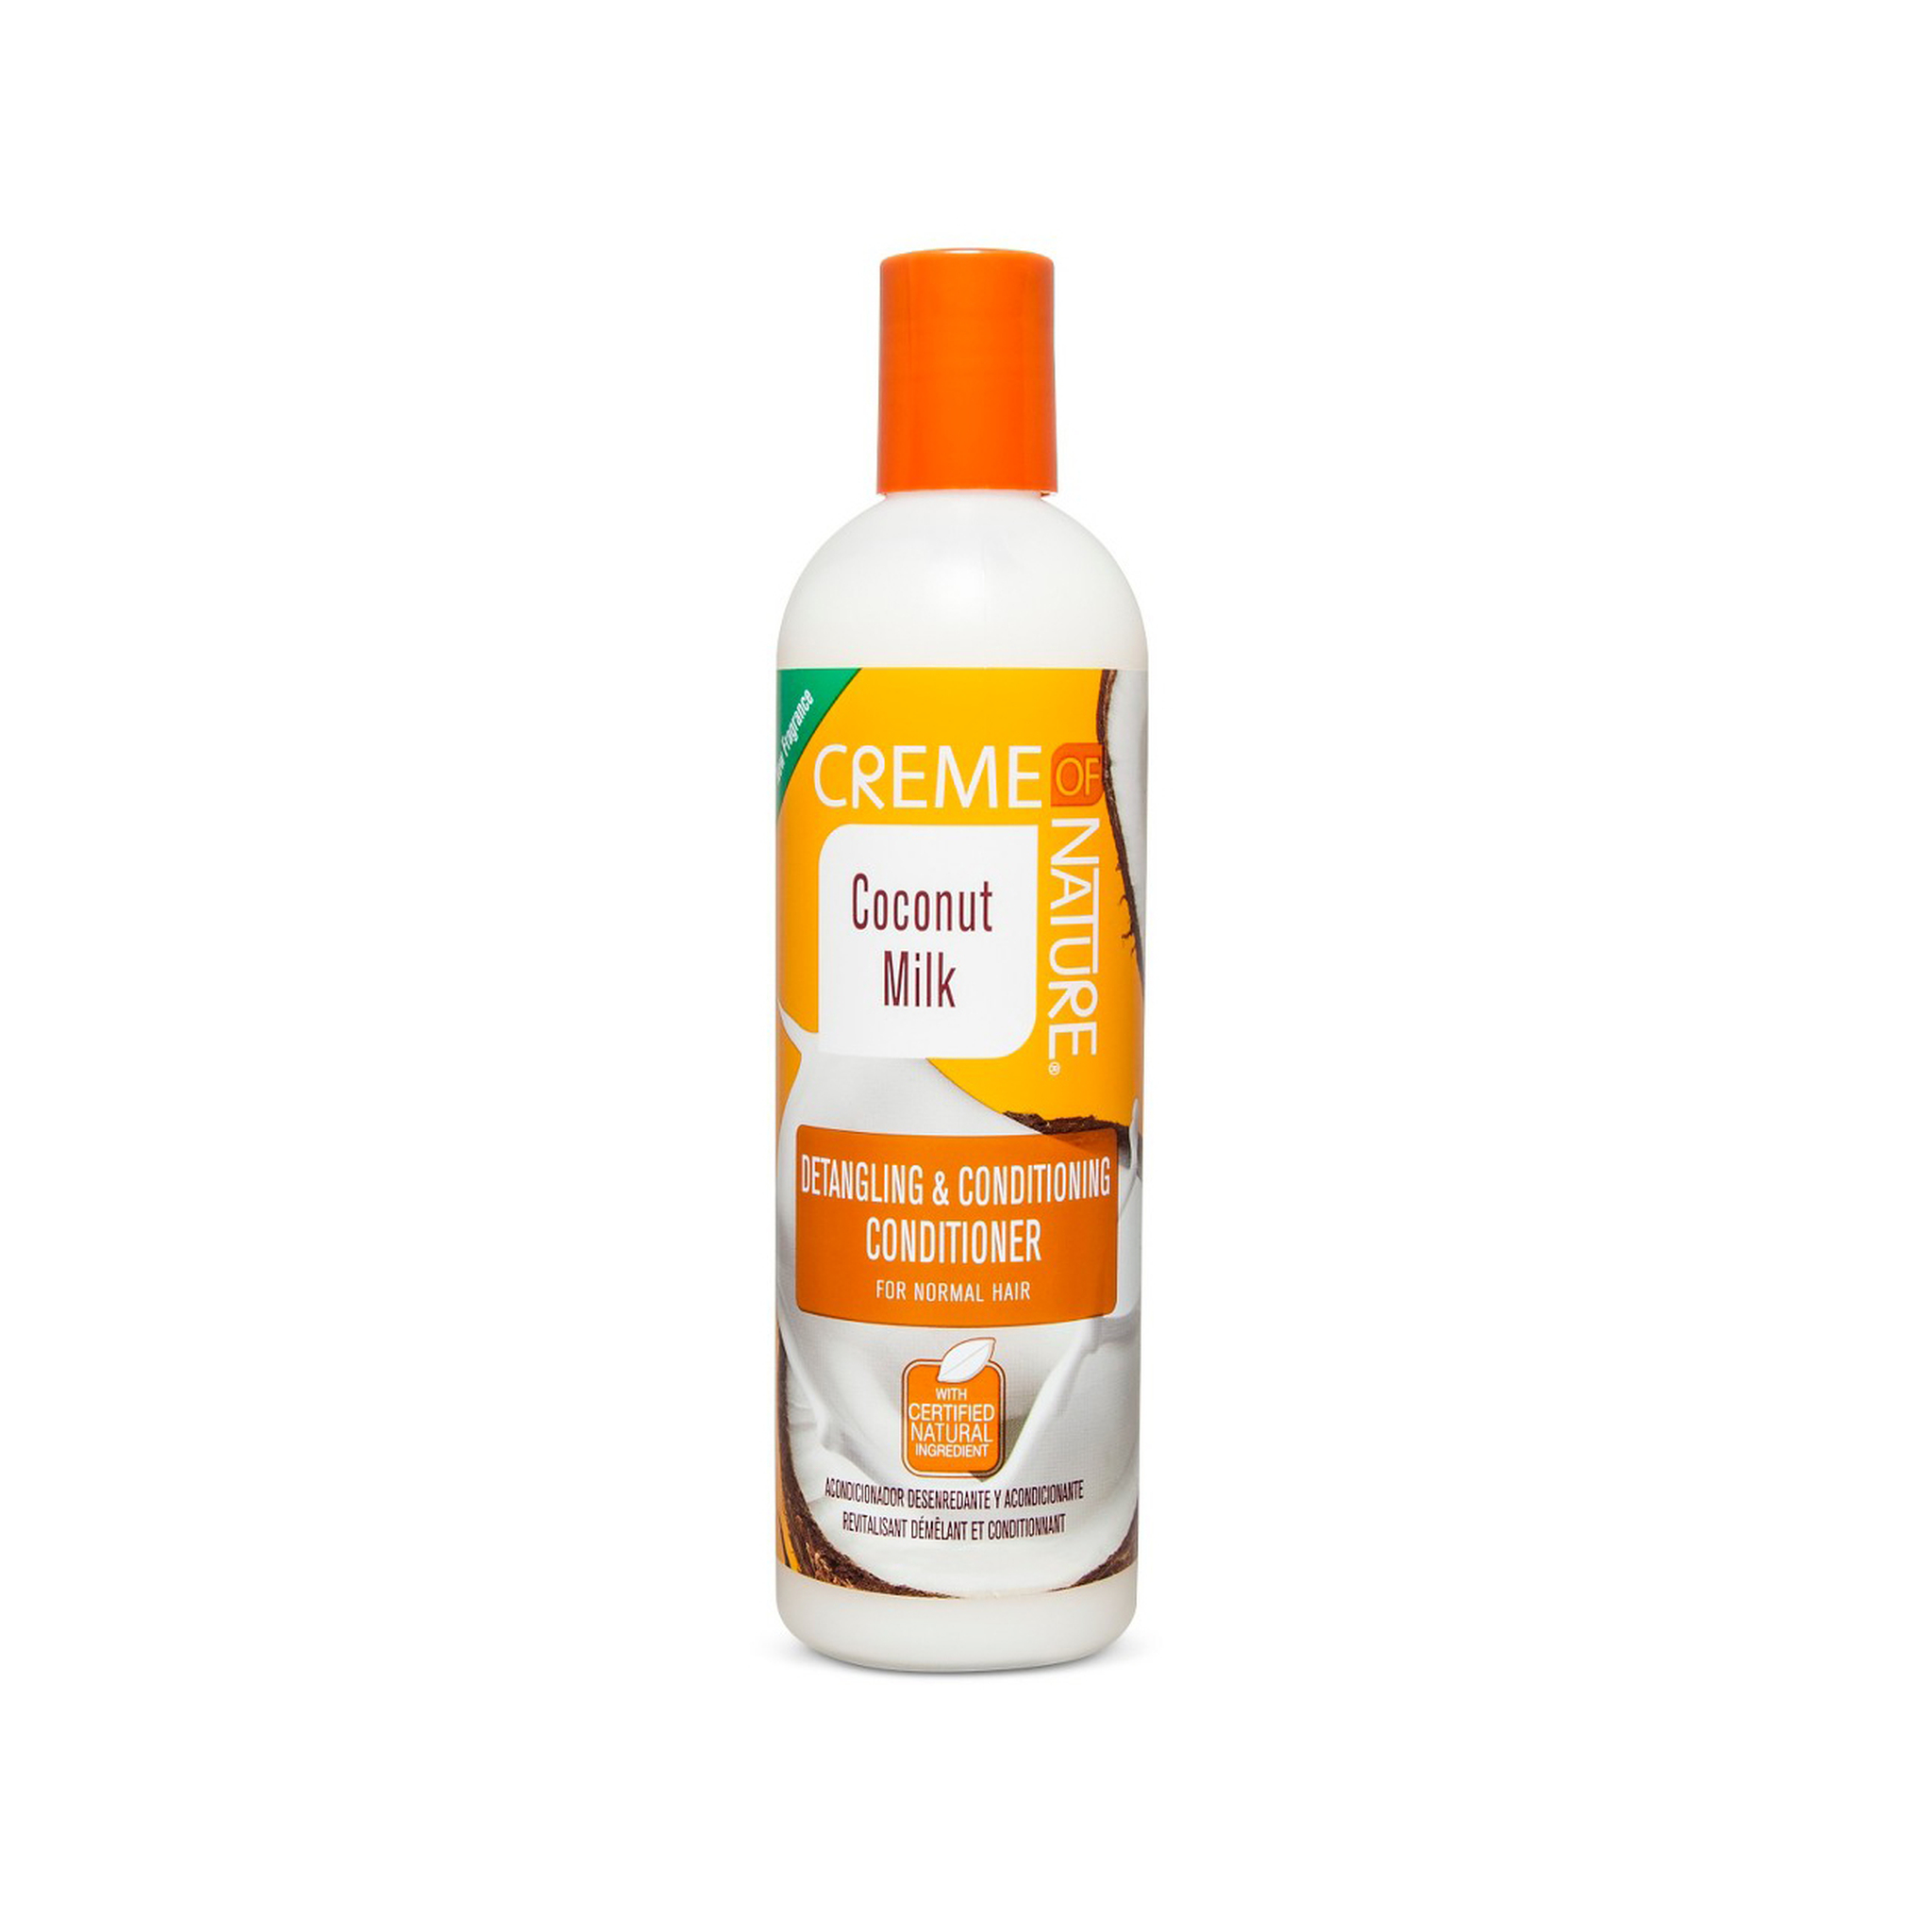 Fragrance
CREME OF
NATURE®
Coconut
Milk
DETANGLING & CONDITIONING
CONDITIONER
FOR NORMAL HAIR
WITH
CERTIFIED
NATURAL
INGREDIENT
ACONDICIONADOR DESENREDANTE Y ACONDICIONANTE
REVITALISANT DÉMÊLANT ET CONDITIONNANT